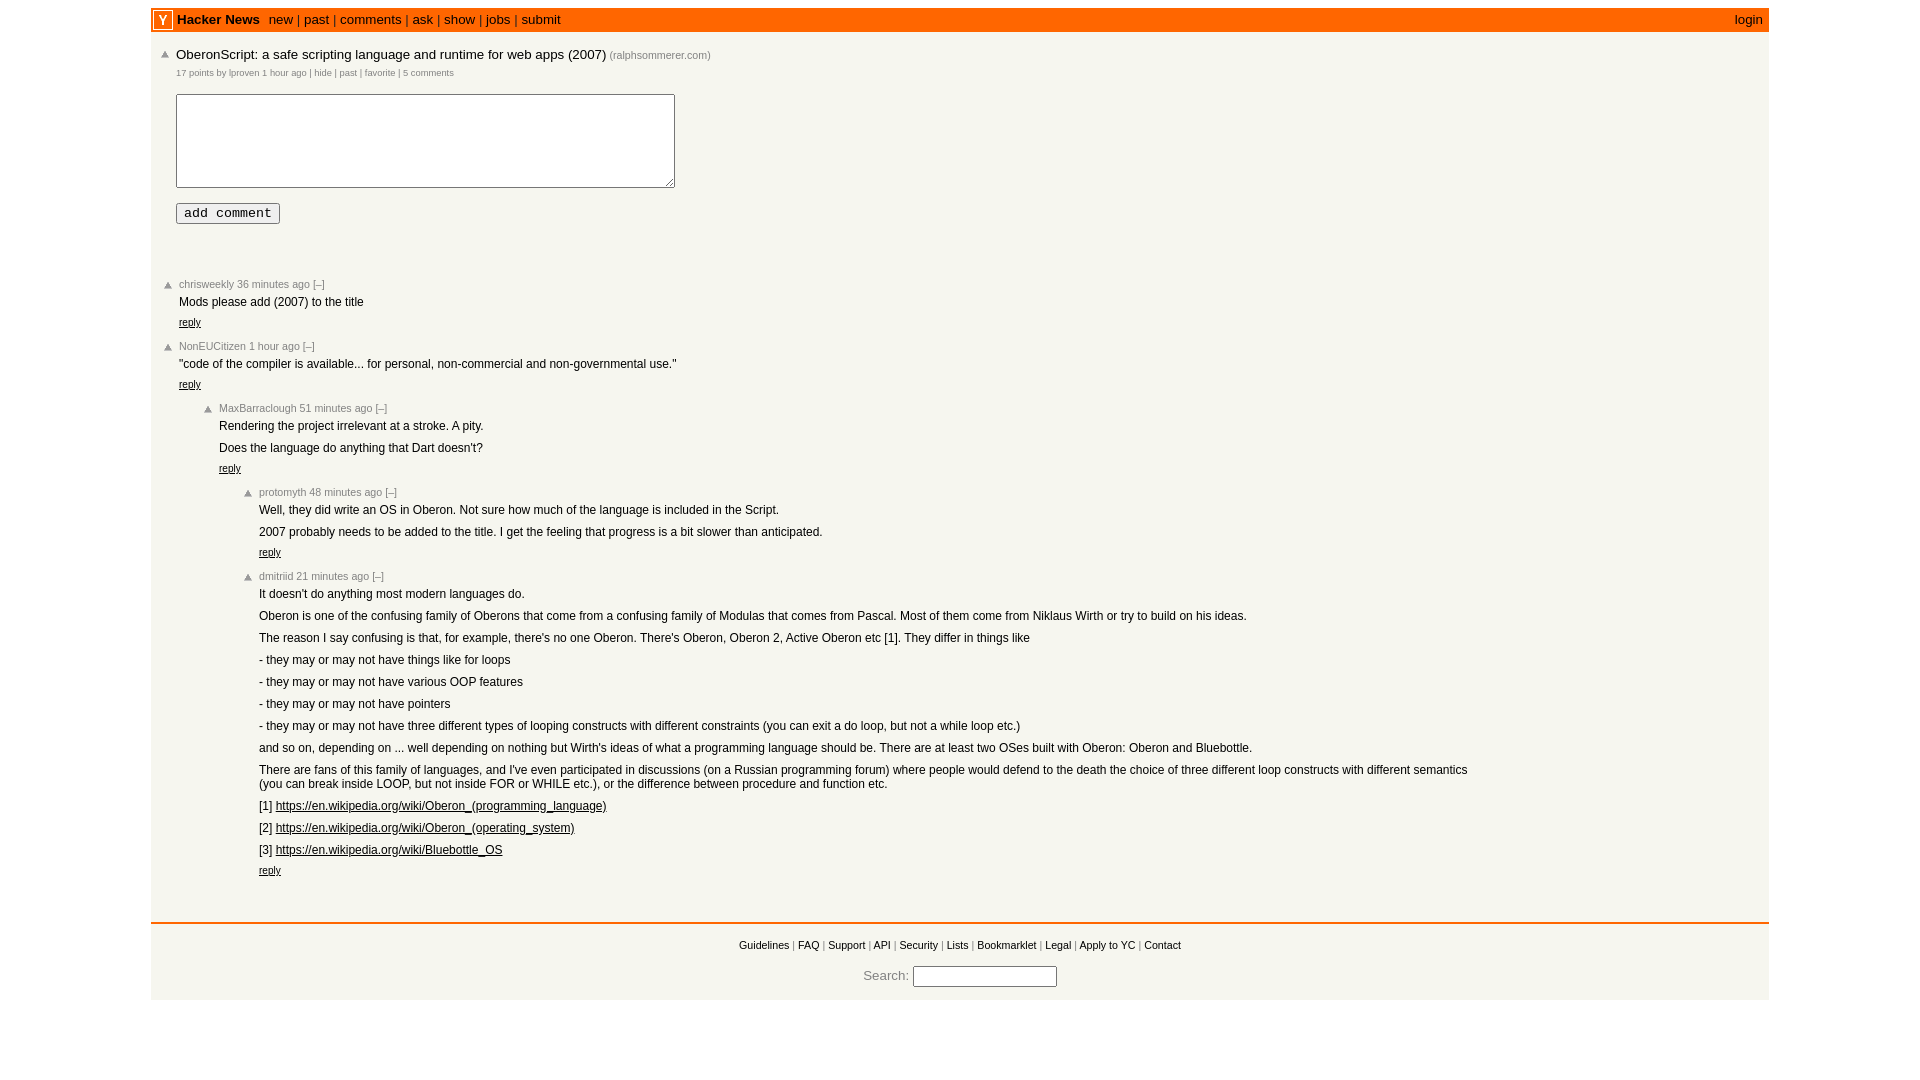 Y Hacker News new | past | comments | ask | show | jobs | submit login
OberonScript: a safe scripting language and runtime for web apps (2007) (ralphsommerer.com)
17 points by lproven 1 hour ago | hide | past | favorite | 5 comments
add comment
chrisweekly 36 minutes ago [–]
Mods please add (2007) to the title
reply
NonEUCitizen 1 hour ago [–]
"code of the compiler is available... for personal, non-commercial and non-governmental use."
reply
MaxBarraclough 51 minutes ago [–]
Rendering the project irrelevant at a stroke. A pity.
Does the language do anything that Dart doesn't?
reply
protomyth 48 minutes ago [–]
Well, they did write an OS in Oberon. Not sure how much of the language is included in the Script.
2007 probably needs to be added to the title. I get the feeling that progress is a bit slower than anticipated.
reply
dmitriid 21 minutes ago [–]
It doesn't do anything most modern languages do.
Oberon is one of the confusing family of Oberons that come from a confusing family of Modulas that comes from Pascal. Most of them come from Niklaus Wirth or try to build on his ideas.
The reason I say confusing is that, for example, there's no one Oberon. There's Oberon, Oberon 2, Active Oberon etc [1]. They differ in things like
- they may or may not have things like for loops
- they may or may not have various OOP features
- they may or may not have pointers
- they may or may not have three different types of looping constructs with different constraints (you can exit a do loop, but not a while loop etc.)
and so on, depending on ... well depending on nothing but Wirth's ideas of what a programming language should be. There are at least two OSes built with Oberon: Oberon and Bluebottle.
There are fans of this family of languages, and I've even participated in discussions (on a Russian programming forum) where people would defend to the death the choice of three different loop constructs with different semantics
(you can break inside LOOP, but not inside FOR or WHILE etc.), or the difference between procedure and function etc.
[1] https://en.wikipedia.org/wiki/Oberon_(programming_language)
[2] https://en.wikipedia.org/wiki/Oberon_(operating_system)
[3] https://en.wikipedia.org/wiki/Bluebottle_OS
reply
Guidelines | FAQ | Support | API | Security | Lists | Bookmarklet | Legal | Apply to YC | Contact
Search: